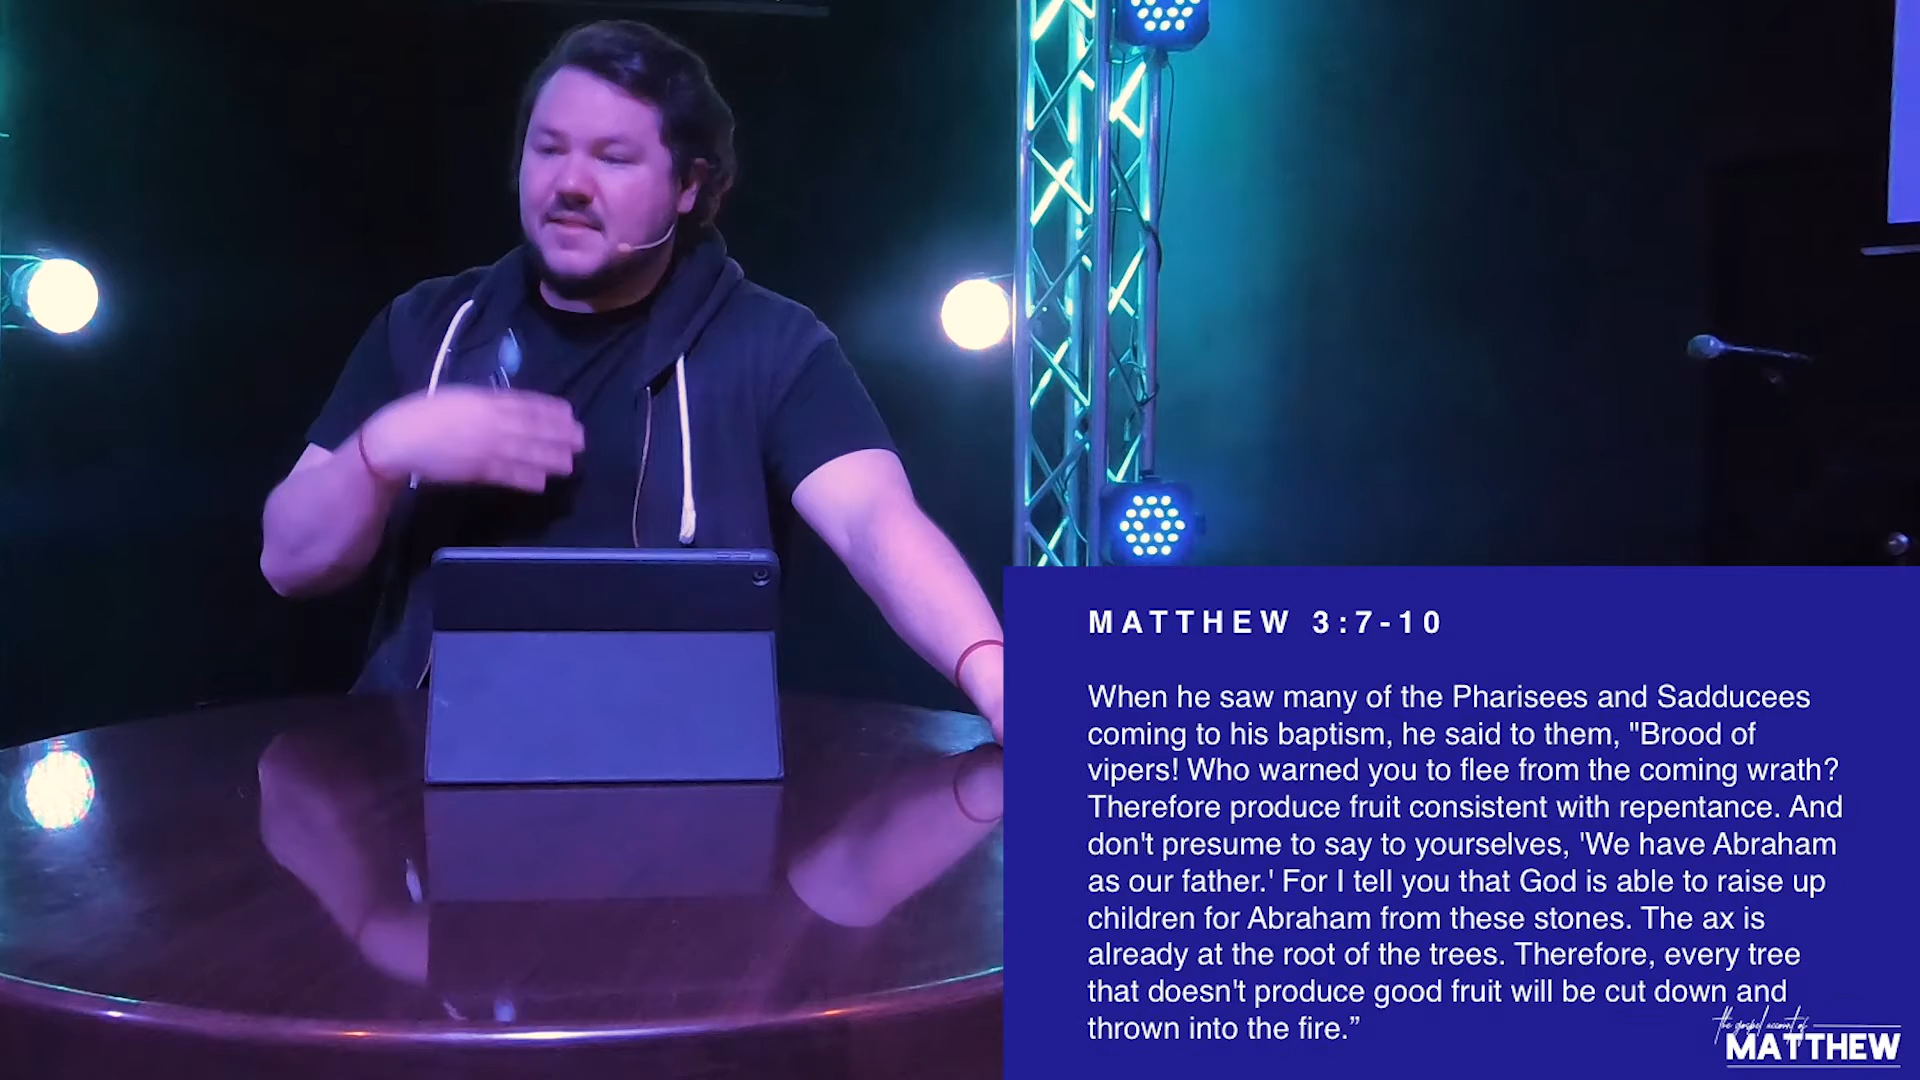 MATTHEW 3:7-10
When he saw many of the Pharisees and Sadducees
coming to his baptism, he said to them, "Brood of
vipers! Who warned you to flee from the coming wrath?
Therefore produce fruit consistent with repentance. And
don't presume to say to yourselves, 'We have Abraham
as our father.' For I tell you that God is able to raise up
children for Abraham from these stones. The ax is
already at the root of the trees. Therefore, every tree
that doesn't produce good fruit will be cut down and
thrown into the fire.”
the gospel account of
MATTHEW